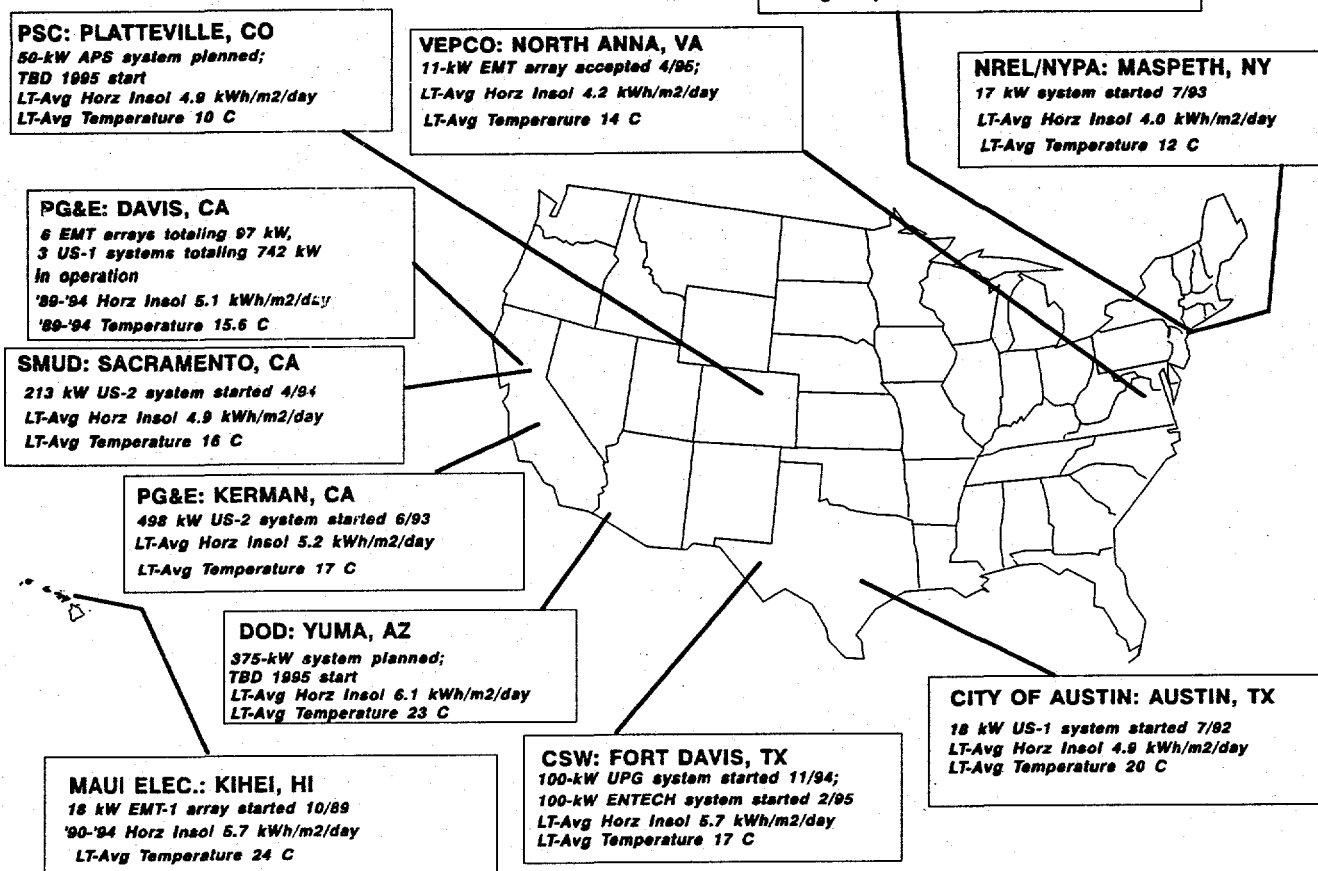 PSC: PLATTEVILLE, CO
50-kW APS system planned;
TBD 1995 start
LT-Avg Horz Insol 4.9 kWh/m2/day
LT-Avg Temperature 10 C
VEPCO: NORTH ANNA, VA
11-kW EMT array accepted 4/95;
LT-Avg Horz Insol 4.2 kWh/m2/day
LT-Avg Temperarure 14 C
NREL/NYPA: MASPETH, NY
17 kW system started 7/93
LT-Avg Horz Insol 4.0 kWh/m2/day
LT-Avg Temperature 12 C
PG&E: DAVIS, CA
6 EMT arrays totaling 97 kW,
3 US-1 systems totaling 742 kW
in operation
'89-'94 Horz Insol 5.1 kWh/m2/day
'89-'94 Temperature 15.6 C
SMUD: SACRAMENTO, CA
213 kW US-2 system started 4/94
LT-Avg Horz Insol 4.9 kWh/m2/day
LT-Avg Temperature 16 C
PG&E: KERMAN, CA
498 kW US-2 system started 6/93
LT-Avg Horz Insol 5.2 kWh/m2/day
LT-Avg Temperature 17 C
DOD: YUMA, AZ
375-kW system planned;
TBD 1995 start
LT-Avg Horz Insol 6.1 kWh/m2/day
LT-Avg Temperature 23 C
CITY OF AUSTIN: AUSTIN, TX
18 kW US-1 system started 7/92
LT-Avg Horz Insol 4.9 kWh/m2/day
LT-Avg Temperature 20 C
CSW: FORT DAVIS, TX
100-kW UPG system started 11/94;
100-kW ENTECH system started 2/95
LT-Avg Horz Insol 5.7 kWh/m2/day
LT-Avg Temperature 17 C
MAUI ELEC.: KIHEI, HI
18 kW EMT-1 array started 10/89
'90-'94 Horz Insol 5.7 kWh/m2/day
LT-Avg Temperature 24 C